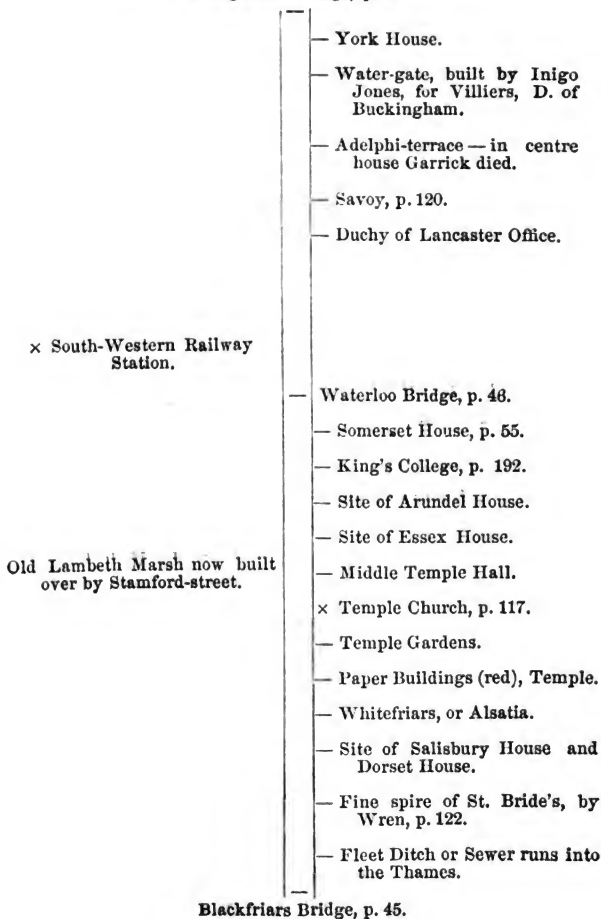 — York House.
— Water-gate, built by Inigo
Jones, for Villiers, D. of
Buckingham.
— Adelphi-terrace — in centre
house Garrick died.
— Savoy, p. 120.
— Duchy of Lancaster Office.
× South-Western Railway
Station.
— Waterloo Bridge, p. 46.
— Somerset House, p. 55.
— King's College, p. 192.
— Site of Arundel House.
— Site of Essex House.
Old Lambeth Marsh now built
over by Stamford-street.
— Middle Temple Hall.
× Temple Church, p. 117.
— Temple Gardens.
— Paper Buildings (red), Temple.
— Whitefriars, or Alsatia.
— Site of Salisbury House and
Dorset House.
— Fine spire of St. Bride's, by
Wren, p. 122.
— Fleet Ditch or Sewer runs into
the Thames.
Blackfriars Bridge, p. 45.